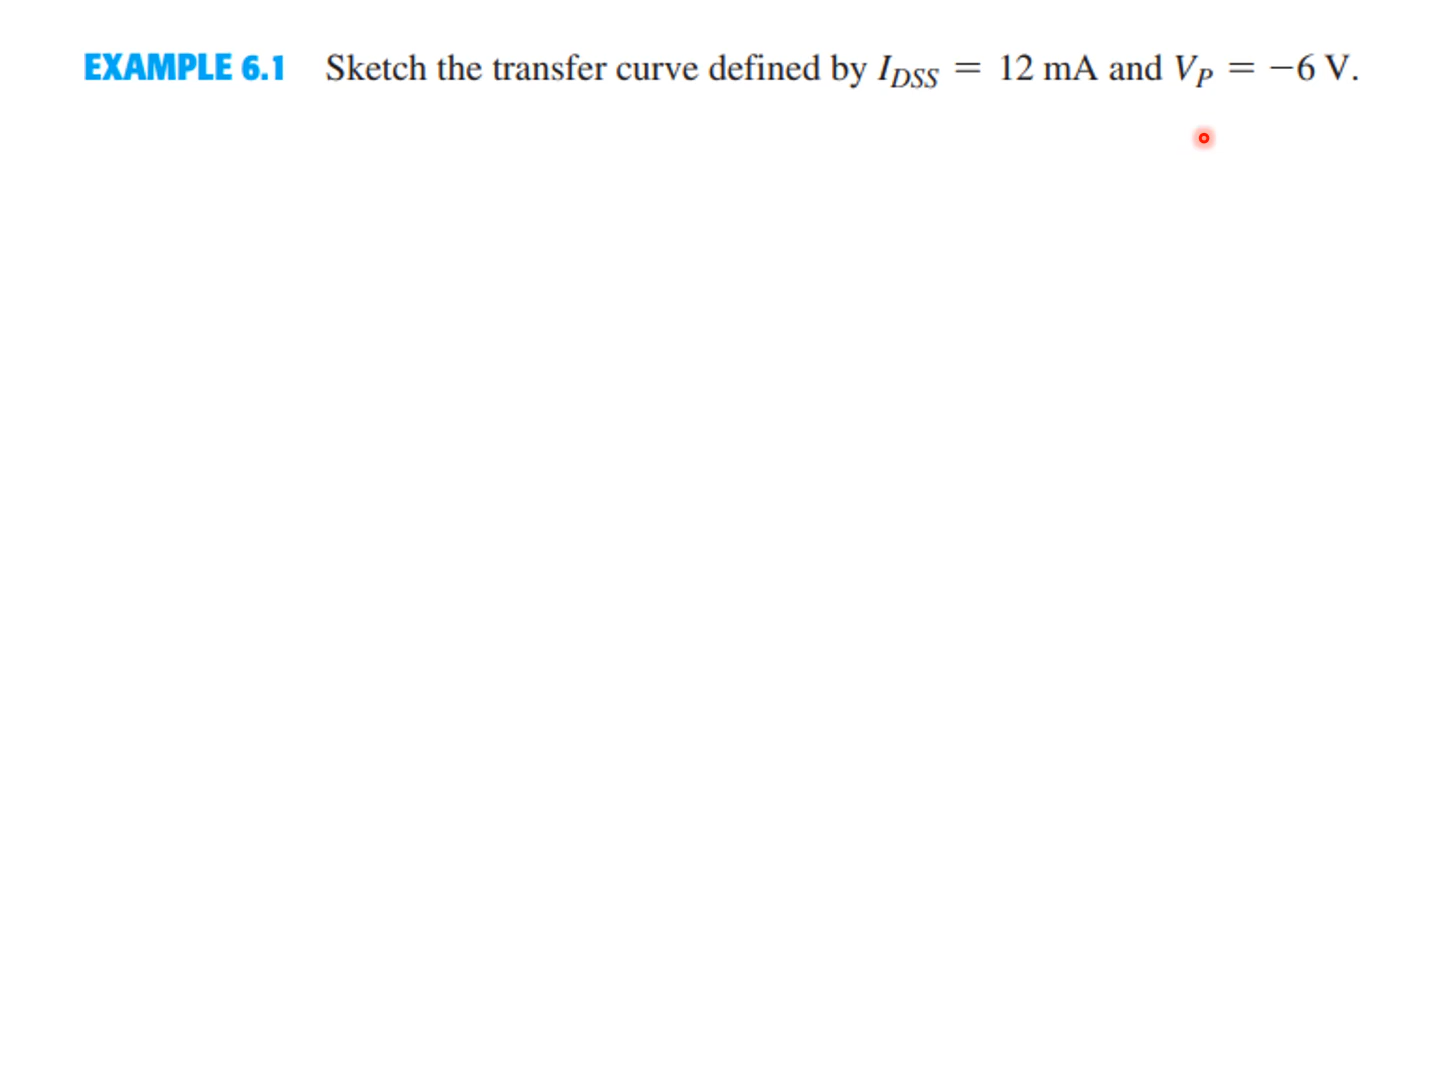 EXAMPLE 6.1 Sketch the transfer curve defined by I_DSS = 12 mA and V_P = −6 V.